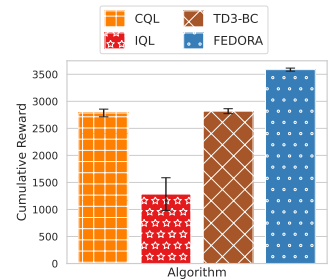 CQL
TD3-BC
IQL
FEDORA
3500
3000
2500
2000
1500
1000
500
0
Cumulative Reward
Algorithm